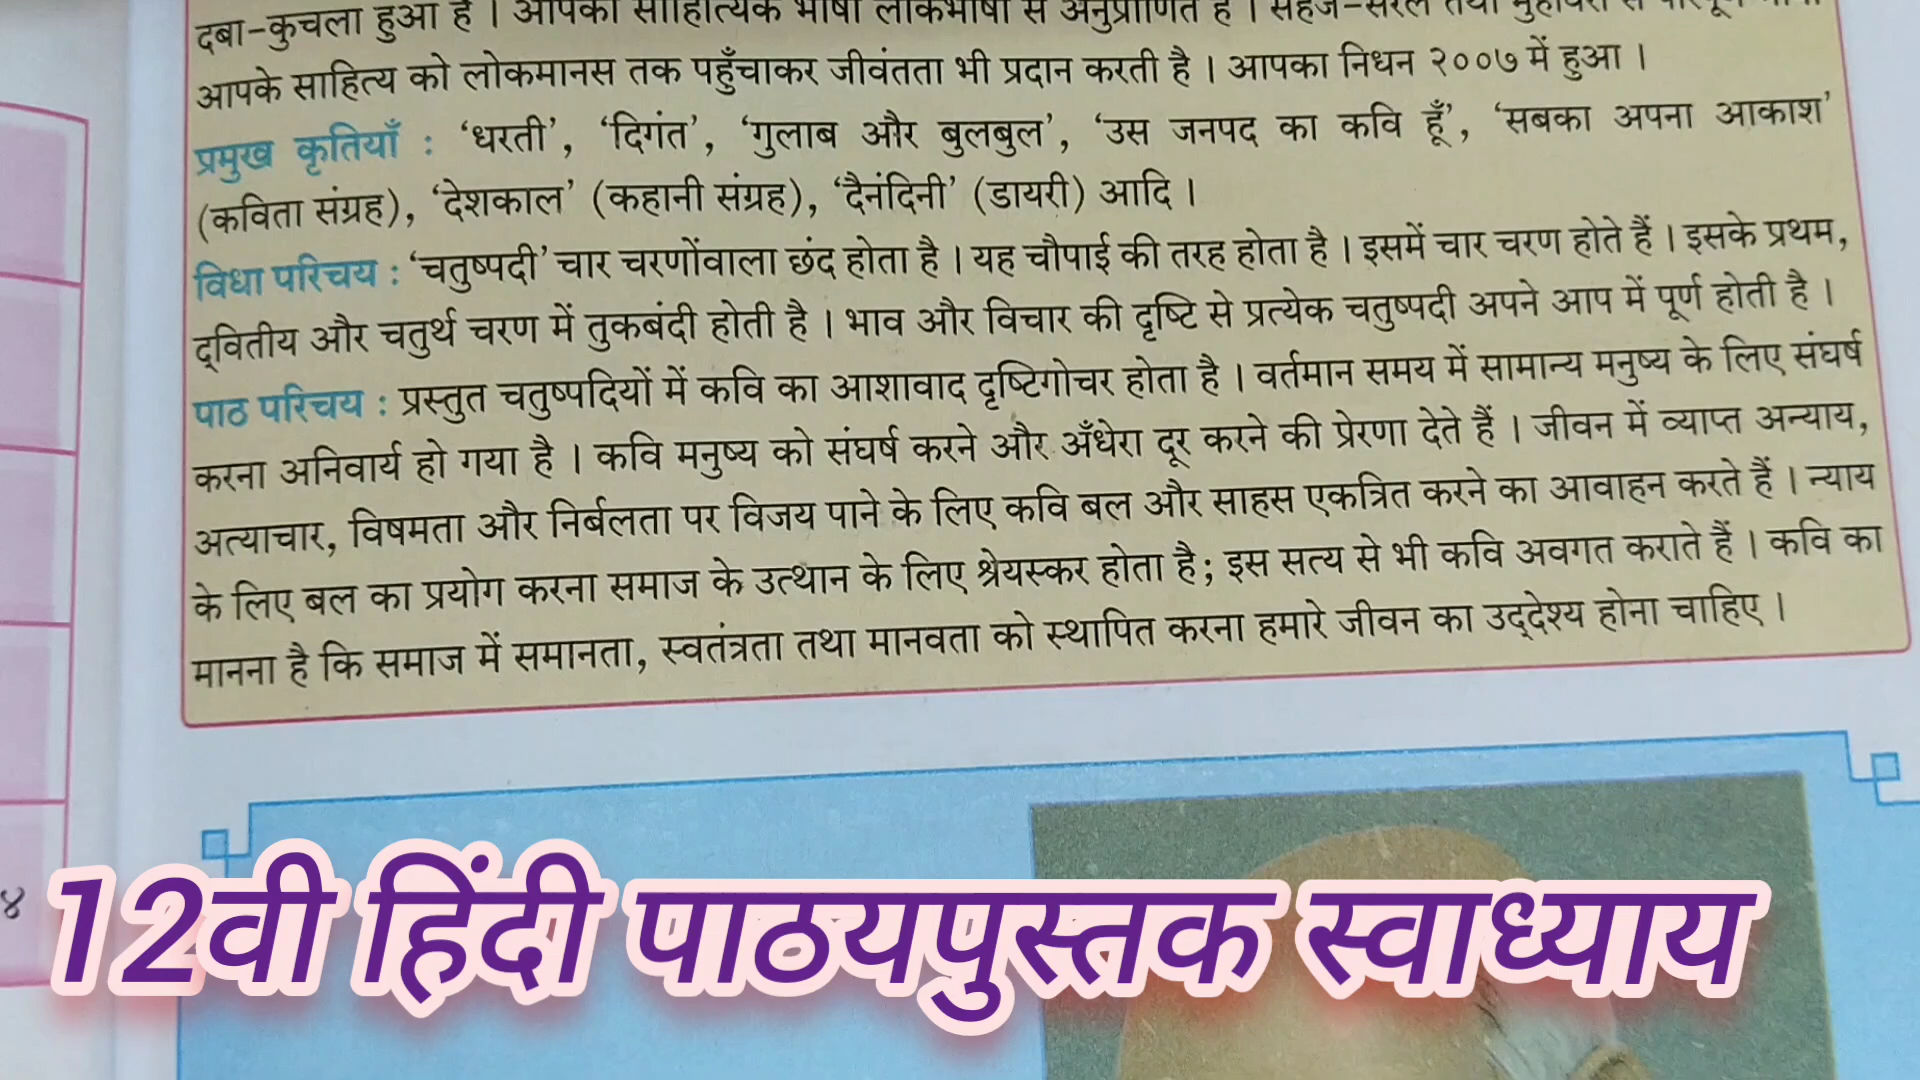 दबा-कुचला हुआ है । आपकी साहित्यिक भाषा लोकभाषा से अनुप्राणित है । सहज-सरल तथा मुहावरों से
आपके साहित्य को लोकमानस तक पहुँचाकर जीवंतता भी प्रदान करती है । आपका निधन २००७ में हुआ ।
प्रमुख कृतियाँ : ‘धरती’, ‘दिगंत’, ‘गुलाब और बुलबुल’, ‘उस जनपद का कवि हूँ’, ‘सबका अपना आकाश’
(कविता संग्रह), ‘देशकाल’ (कहानी संग्रह), ‘दैनंदिनी’ (डायरी) आदि ।
विधा परिचय : ‘चतुष्पदी’ चार चरणोंवाला छंद होता है । यह चौपाई की तरह होता है । इसमें चार चरण होते हैं । इसके प्रथम,
द्‌वितीय और चतुर्थ चरण में तुकबंदी होती है । भाव और विचार की दृष्टि से प्रत्येक चतुष्पदी अपने आप में पूर्ण होती है ।
पाठ परिचय : प्रस्तुत चतुष्पदियों में कवि का आशावाद दृष्टिगोचर होता है । वर्तमान समय में सामान्य मनुष्य के लिए संघर्ष
करना अनिवार्य हो गया है । कवि मनुष्य को संघर्ष करने और अँधेरा दूर करने की प्रेरणा देते हैं । जीवन में व्याप्त अन्याय,
अत्याचार, विषमता और निर्बलता पर विजय पाने के लिए कवि बल और साहस एकत्रित करने का आवाहन करते हैं । न्याय
के लिए बल का प्रयोग करना समाज के उत्थान के लिए श्रेयस्कर होता है; इस सत्य से भी कवि अवगत कराते हैं । कवि का
मानना है कि समाज में समानता, स्वतंत्रता तथा मानवता को स्थापित करना हमारे जीवन का उद्‌देश्य होना चाहिए ।
४
12वी हिंदी पाठयपुस्तक स्वाध्याय